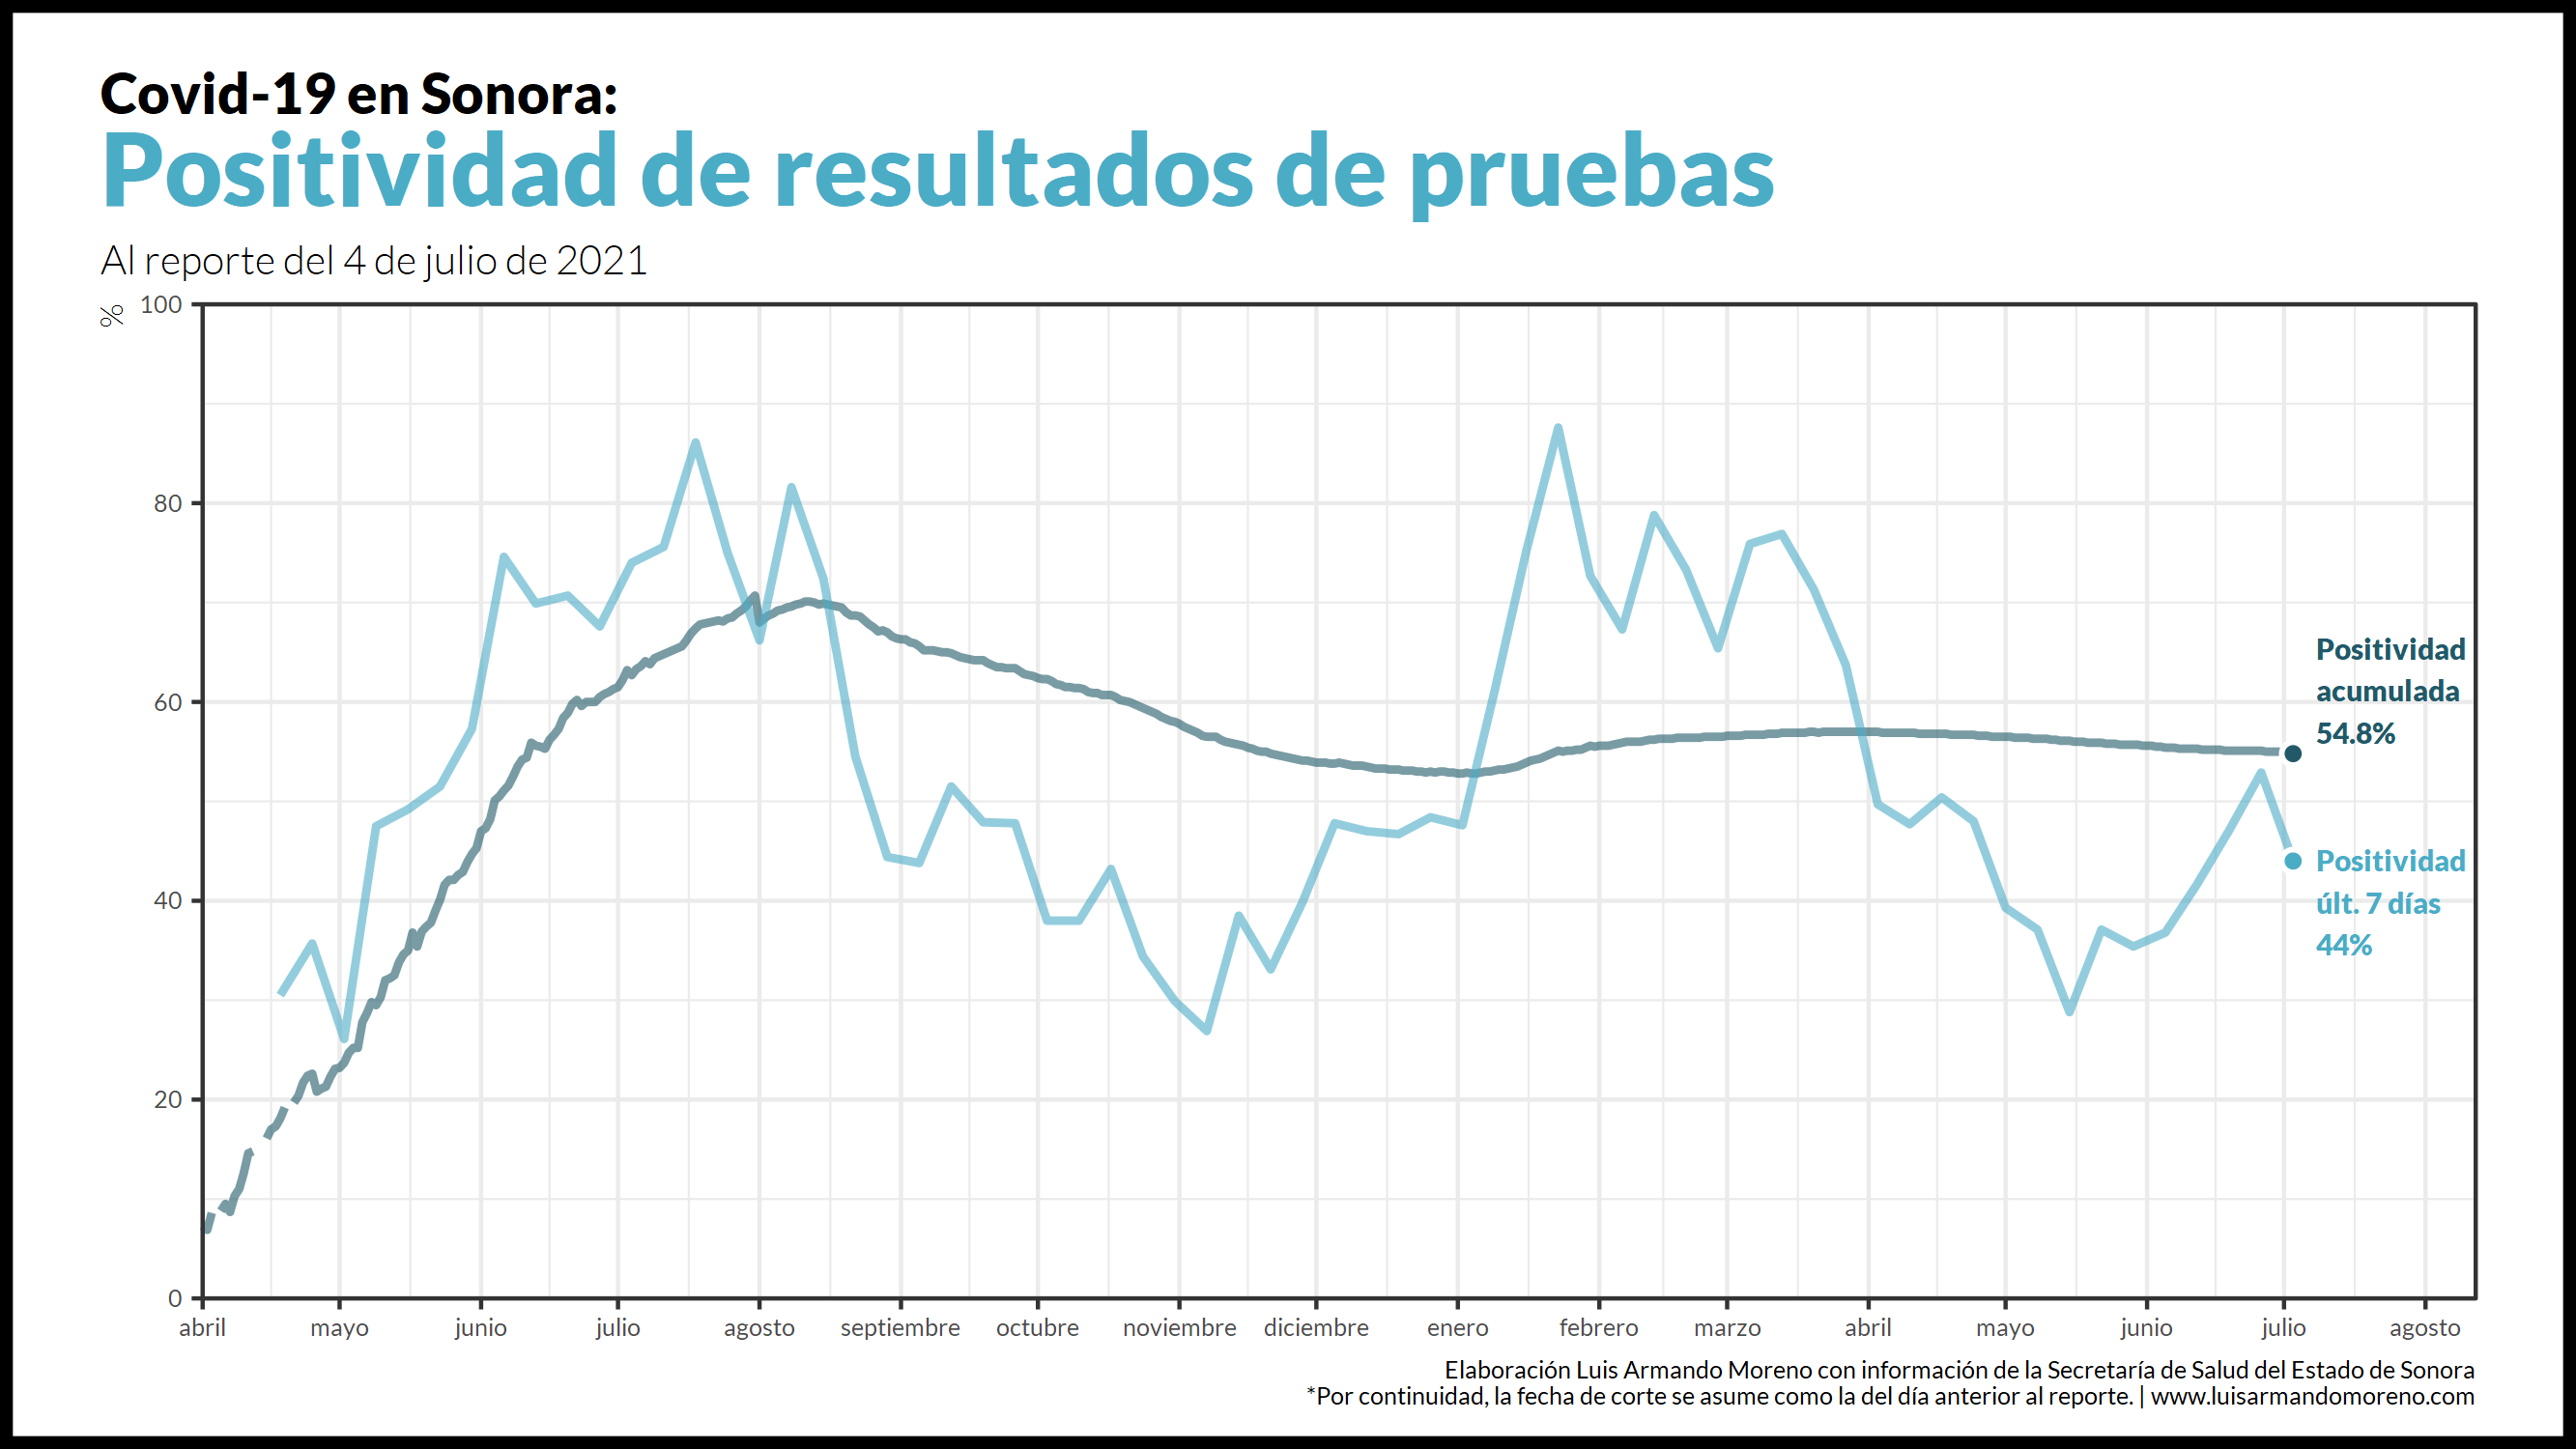 Covid-19 en Sonora:
Positividad de resultados de pruebas
Al reporte del 4 de julio de 2021
%
100
80
60
40
20
0
Positividad
acumulada
54.8%
Positividad
últ. 7 días
44%
abril mayo junio julio agosto septiembre octubre noviembre diciembre enero febrero marzo abril mayo junio julio agosto
Elaboración Luis Armando Moreno con información de la Secretaría de Salud del Estado de Sonora
*Por continuidad, la fecha de corte se asume como la del día anterior al reporte. | www.luisarmandomoreno.com